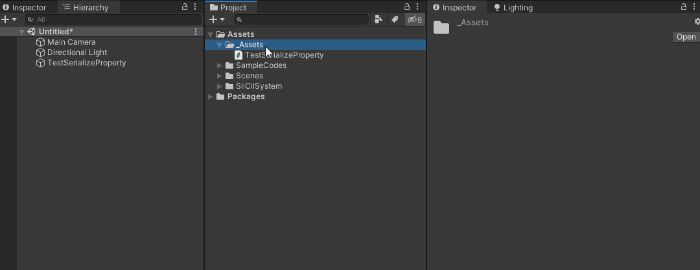 Inspector
Hierarchy
All
Untitled*
Main Camera
Directional Light
TestSerializeProperty
Project
8
Assets
_Assets
TestSerializeProperty
SampleCodes
Scenes
SilCilSystem
Packages
Inspector
Lighting
_Assets
Open